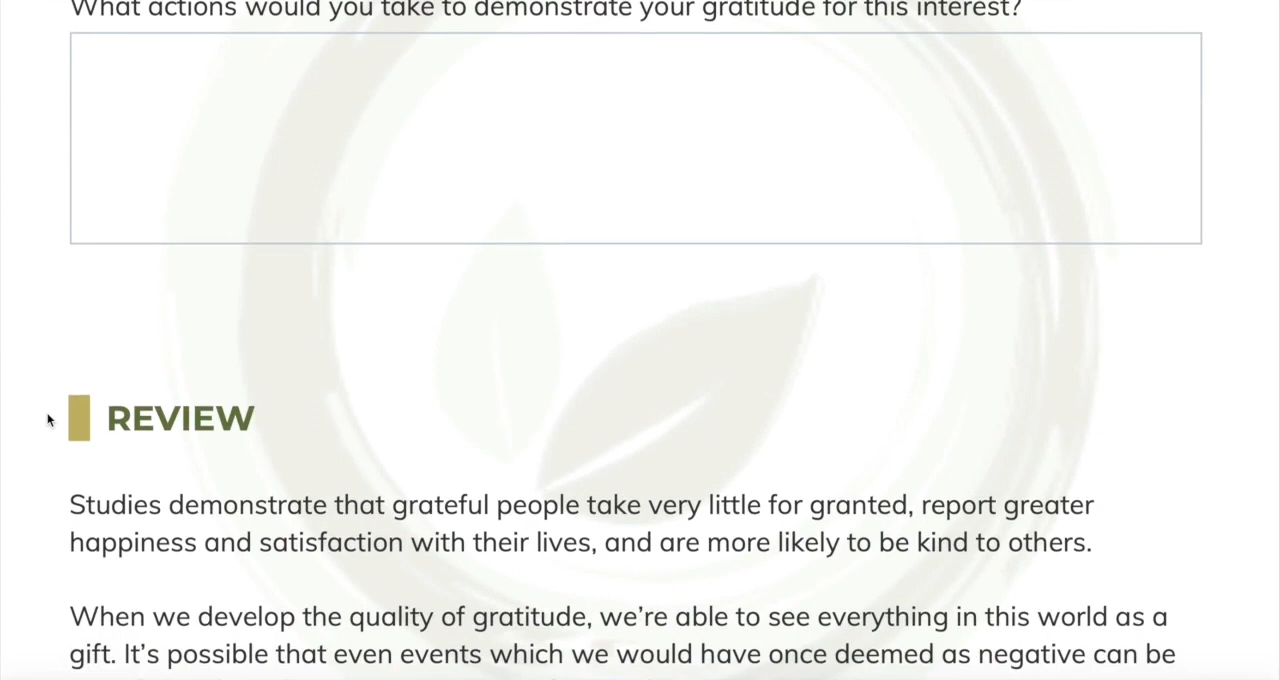 What actions would you take to demonstrate your gratitude for this interest?
REVIEW
Studies demonstrate that grateful people take very little for granted, report greater
happiness and satisfaction with their lives, and are more likely to be kind to others.
When we develop the quality of gratitude, we’re able to see everything in this world as a
gift. It’s possible that even events which we would have once deemed as negative can be